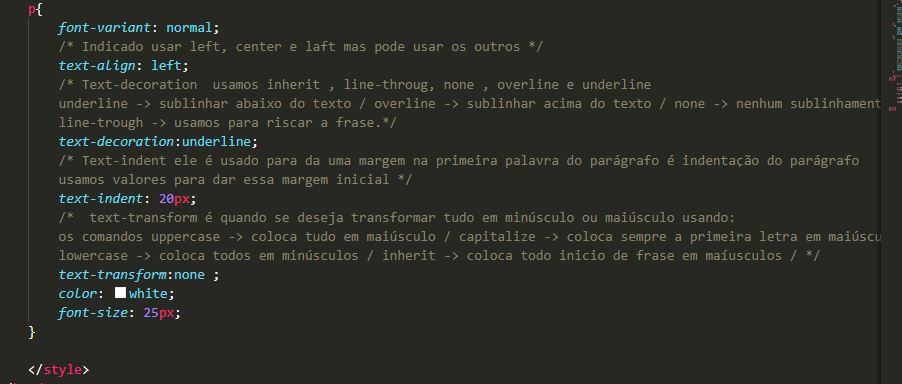 p{
font-variant: normal;
/* Indicado usar left, center e laft mas pode usar os outros */
text-align: left;
/* Text-decoration  usamos inherit , line-throug, none , overline e underline
underline -> sublinhar abaixo do texto / overline -> sublinhar acima do texto / none -> nenhum sublinhament
line-trough -> usamos para riscar a frase.*/
text-decoration:underline;
/* Text-indent ele é usado para da uma margem na primeira palavra do parágrafo é indentação do parágrafo
usamos valores para dar essa margem inicial */
text-indent: 20px;
/*  text-transform é quando se deseja transformar tudo em minúsculo ou maiúsculo usando:
os comandos uppercase -> coloca tudo em maiúsculo / capitalize -> coloca sempre a primeira letra em maiúscu
lowercase -> coloca todos em minúsculos / inherit -> coloca todo inicio de frase em maíusculos / */
text-transform:none ;
color: white;
font-size: 25px;
}
</style>